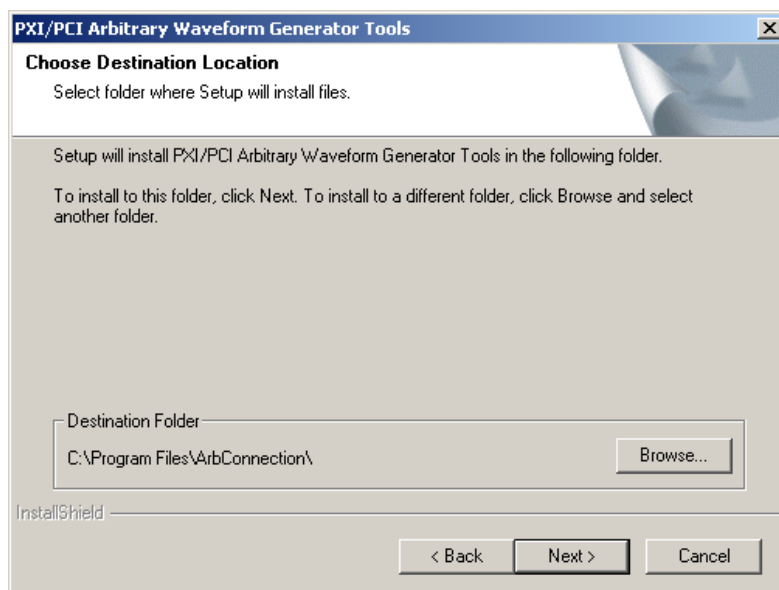 PXI/PCI Arbitrary Waveform Generator Tools
Choose Destination Location
Select folder where Setup will install files.
Setup will install PXI/PCI Arbitrary Waveform Generator Tools in the following folder.
To install to this folder, click Next. To install to a different folder, click Browse and select
another folder.
Destination Folder
C:\Program Files\ArbConnection\
Browse...
InstallShield
< Back
Next >
Cancel